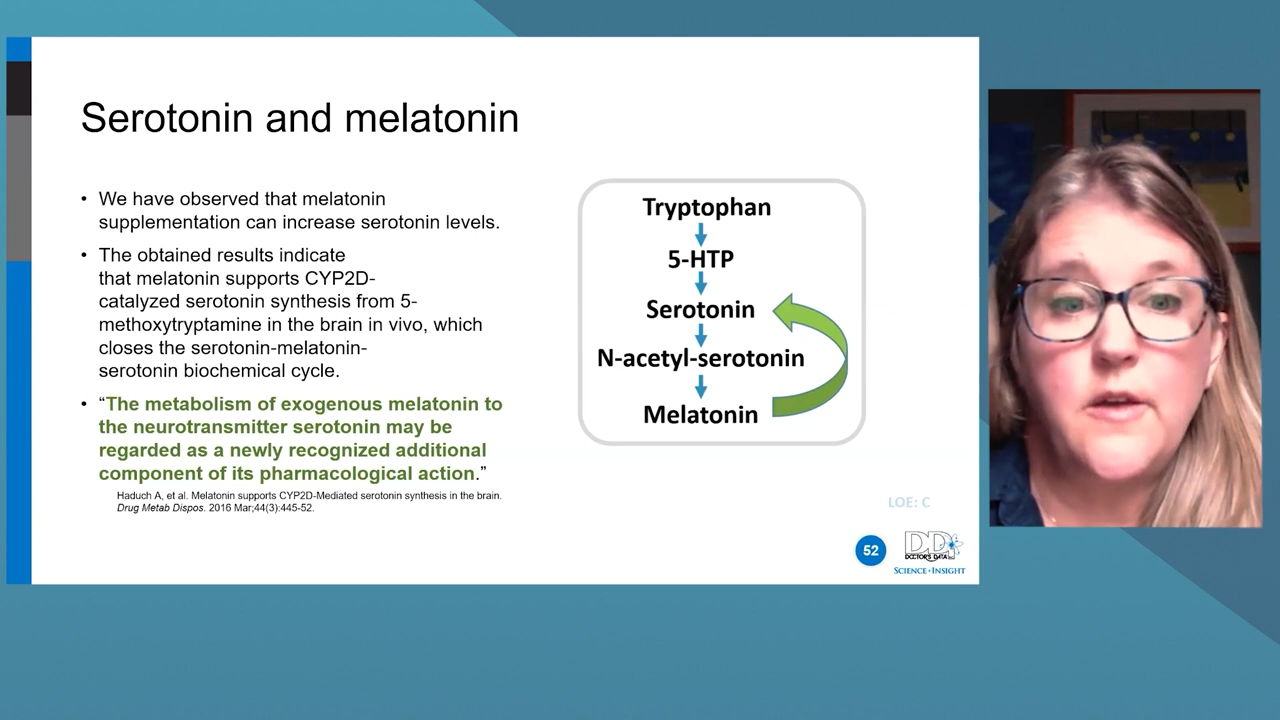 Serotonin and melatonin
• We have observed that melatonin
supplementation can increase serotonin levels.
• The obtained results indicate
that melatonin supports CYP2D-
catalyzed serotonin synthesis from 5-
methoxytryptamine in the brain in vivo, which
closes the serotonin-melatonin-
serotonin biochemical cycle.
• “The metabolism of exogenous melatonin to
the neurotransmitter serotonin may be
regarded as a newly recognized additional
component of its pharmacological action.”
Haduch A, et al. Melatonin supports CYP2D-Mediated serotonin synthesis in the brain.
Drug Metab Dispos. 2016 Mar;44(3):445-52.
Tryptophan
5-HTP
Serotonin
N-acetyl-serotonin
Melatonin
LOE: C
52
DDI
DOCTOR'S DATA
SCIENCE + INSIGHT